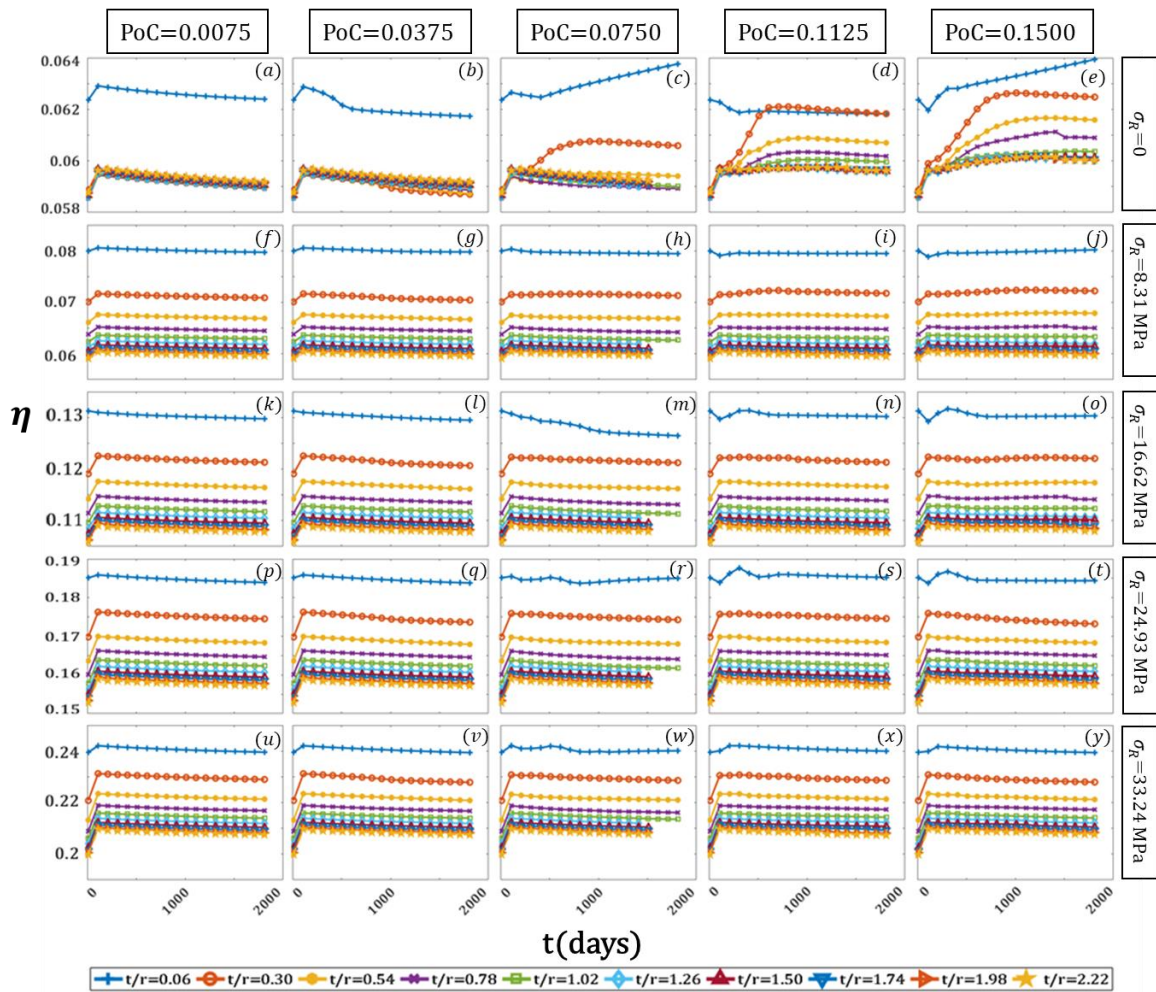 PoC=0.0075 PoC=0.0375 PoC=0.0750 PoC=0.1125 PoC=0.1500
0.064 (a) (b) (c) (d) (e)
0.062
0.06
0.058
σ_R=0
(f) (g) (h) (i) (j)
0.08
0.07
0.06
σ_R=8.31 MPa
(k) (l) (m) (n) (o)
0.13
0.12
0.11
σ_R=16.62 MPa
η
0.19
(p) (q) (r) (s) (t)
0.18
0.17
0.16
0.15
σ_R=24.93 MPa
(u) (v) (w) (x) (y)
0.24
0.22
0.2
σ_R=33.24 MPa
0 1000 2000 0 1000 2000 0 1000 2000 0 1000 2000 0 1000 2000
t(days)
t/r=0.06 t/r=0.30 t/r=0.54 t/r=0.78 t/r=1.02 t/r=1.26 t/r=1.50 t/r=1.74 t/r=1.98 t/r=2.22